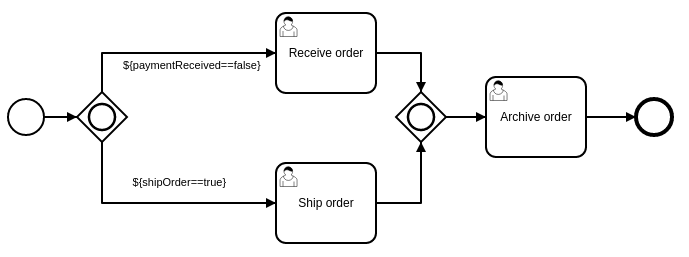 Receive order
${paymentReceived==false}
Archive order
${shipOrder==true}
Ship order